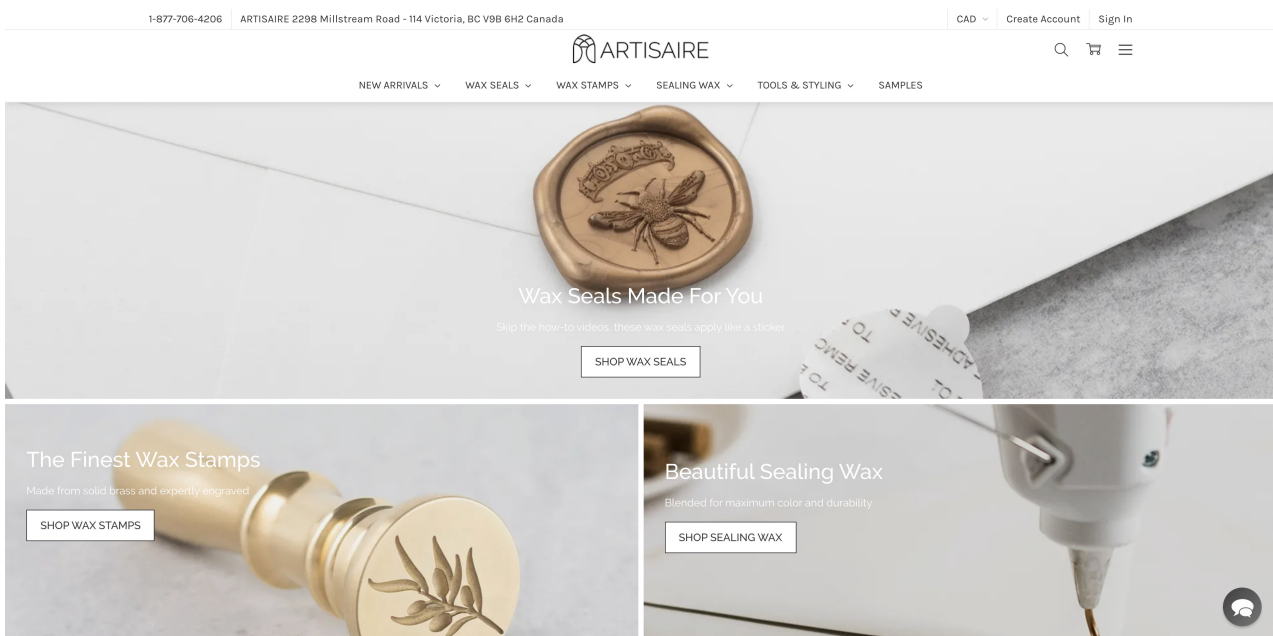 1-877-706-4206
ARTISAIRE 2298 Millstream Road - 114 Victoria, BC V9B 6H2 Canada
CAD
Create Account
Sign In
ARTISAIRE
NEW ARRIVALS
WAX SEALS
WAX STAMPS
SEALING WAX
TOOLS & STYLING
SAMPLES
Wax Seals Made For You
Skip the how-to videos, these wax seals apply like a sticker
SHOP WAX SEALS
ADHESIVE
TO
The Finest Wax Stamps
Made from solid brass and expertly engraved
SHOP WAX STAMPS
Beautiful Sealing Wax
Blended for maximum color and durability
SHOP SEALING WAX